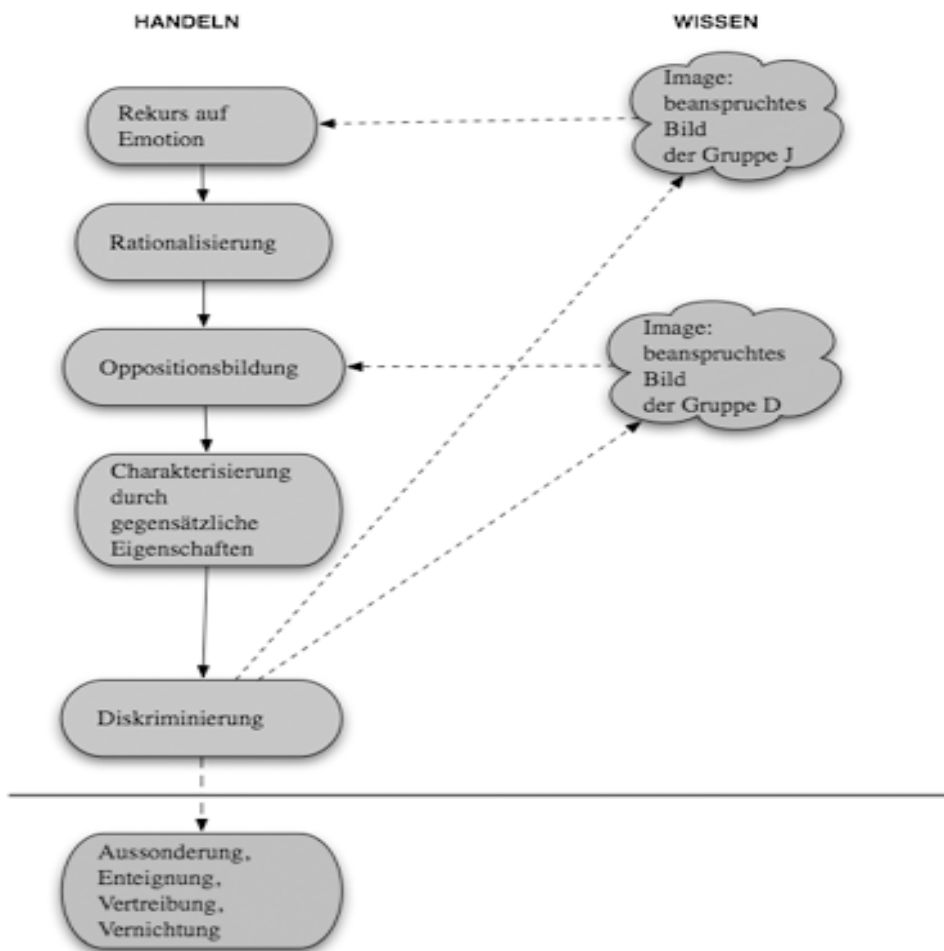 HANDELN
WISSEN
Rekurs auf
Emotion
Image:
beanspruchtes
Bild
der Gruppe J
Rationalisierung
Oppositionsbildung
Image:
beanspruchtes
Bild
der Gruppe D
Charakterisierung
durch
gegensätzliche
Eigenschaften
Diskriminierung
Aussonderung,
Enteignung,
Vertreibung,
Vernichtung